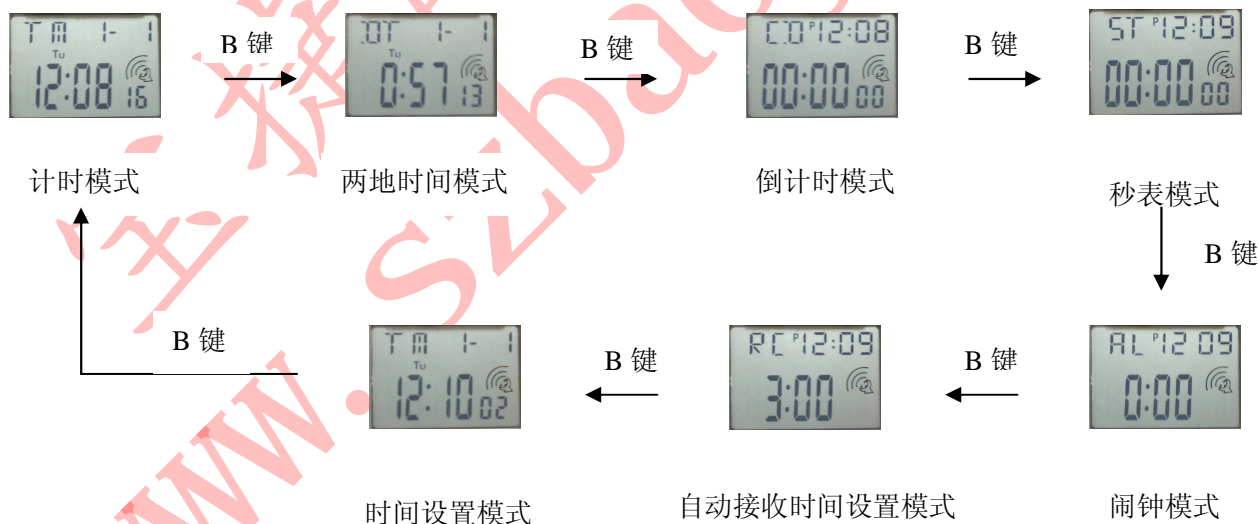 TM 1- 1
Tu
12:08 16
B 键
DT 1- 1
Tu
0:57 13
B 键
CD P12:08
00:00 00
B 键
ST P12:09
00:00 00
计时模式
两地时间模式
倒计时模式
秒表模式
B 键
TM 1- 1
Tu
12:10 02
B 键
RC P12:09
3:00
B 键
AL P12 09
0:00
B 键
时间设置模式
自动接收时间设置模式
闹钟模式
www.szbao